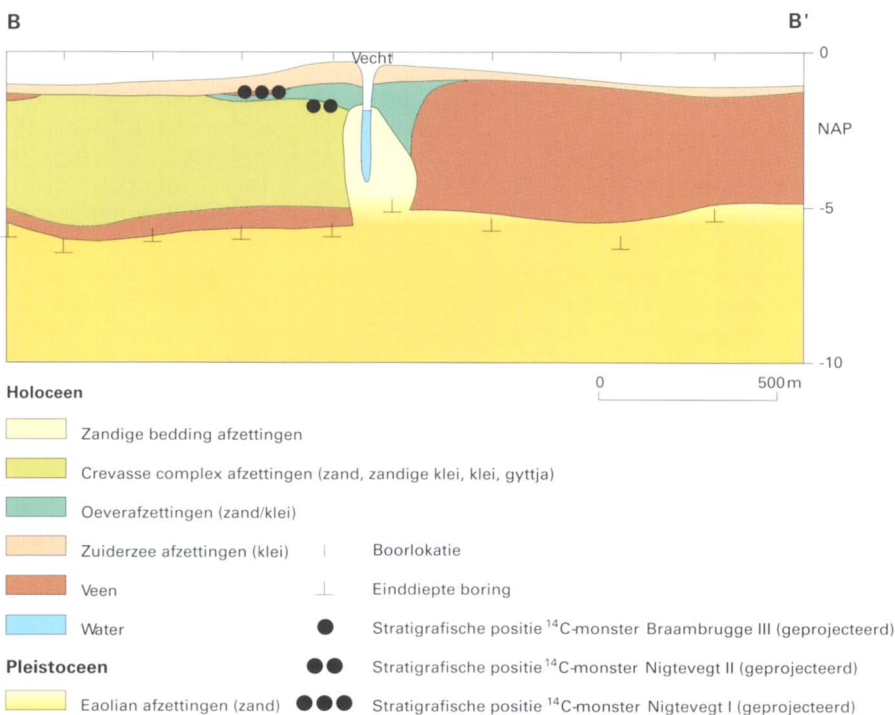 B B'
Vecht
0
NAP
-5
-10
0 500 m
Holoceen
Zandige bedding afzettingen
Crevasse complex afzettingen (zand, zandige klei, klei, gyttja)
Oeverafzettingen (zand/klei)
Zuiderzee afzettingen (klei)
Boorlokatie
Veen
Einddiepte boring
Water
Stratigrafische positie ¹⁴C-monster Braambrugge III (geprojecteerd)
Pleistoceen
Stratigrafische positie ¹⁴C-monster Nigtevegt II (geprojecteerd)
Eaolian afzettingen (zand)
Stratigrafische positie ¹⁴C-monster Nigtevegt I (geprojecteerd)